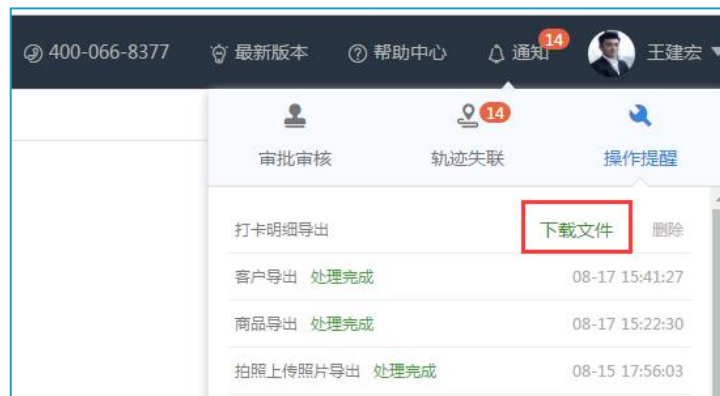 400-066-8377 最新版本 帮助中心 通知 14 王建宏
14
审批审核 轨迹失联 操作提醒
打卡明细导出 下载文件 删除
客户导出 处理完成 08-17 15:41:27
商品导出 处理完成 08-17 15:22:30
拍照上传照片导出 处理完成 08-15 17:56:03